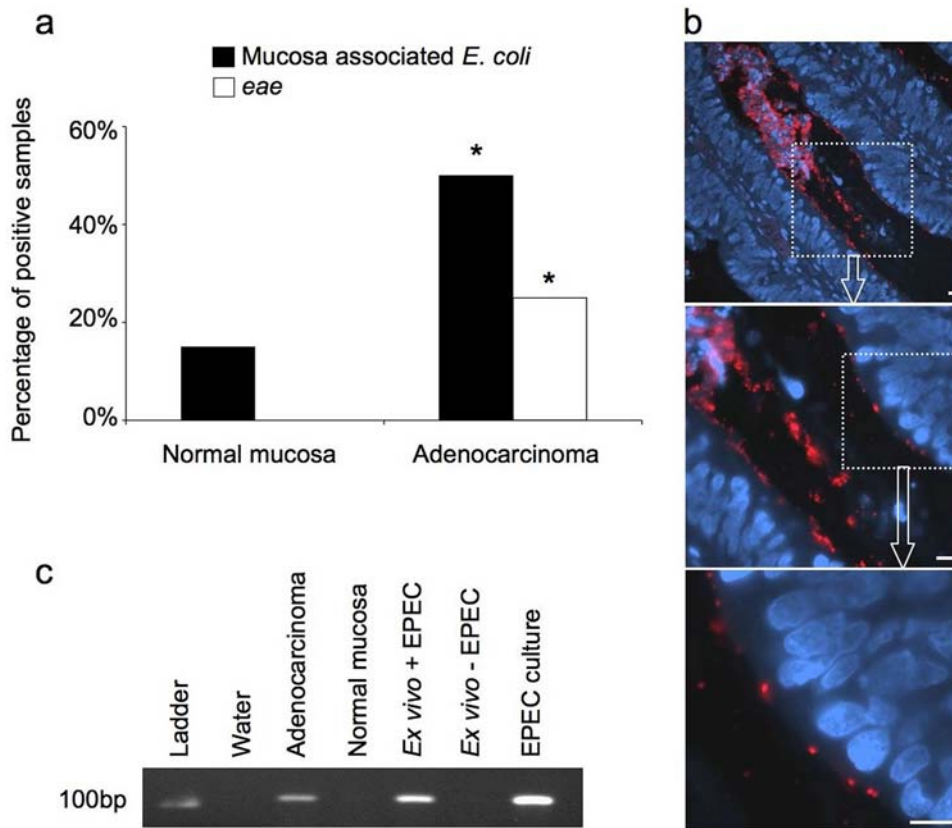 a
Mucosa associated E. coli
eae
Percentage of positive samples
60%
40%
20%
0%
*
*
Normal mucosa
Adenocarcinoma
b
c
Ladder
Water
Adenocarcinoma
Normal mucosa
Ex vivo + EPEC
Ex vivo - EPEC
EPEC culture
100bp